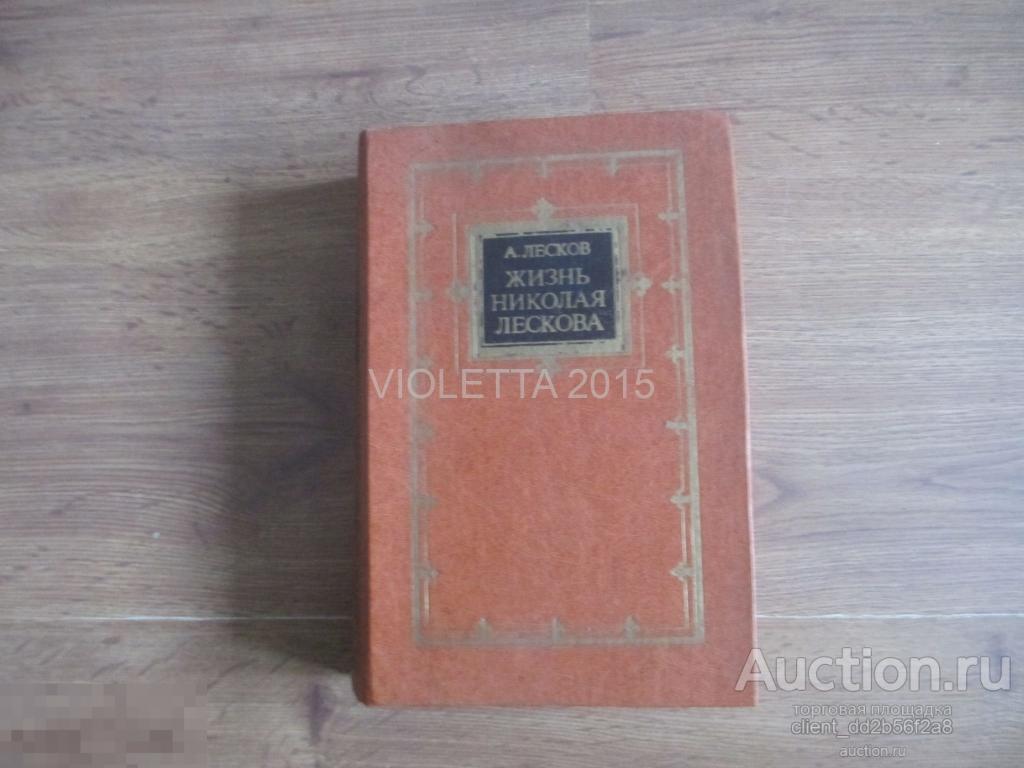 А. ЛЕСКОВ
ЖИЗНЬ
НИКОЛАЯ
ЛЕСКОВА
VIOLETTA 2015
Auction.ru
торговая площадка
client_dd2b56f2a8
auction.ru